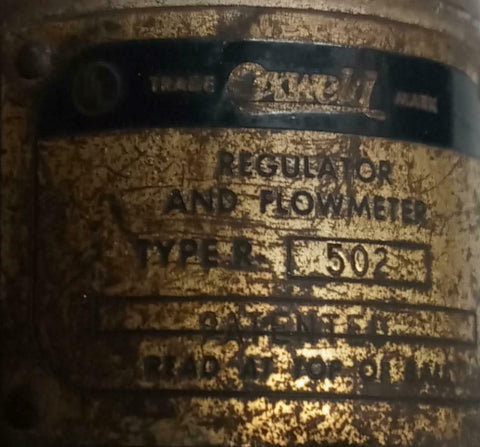 TRADE Oxweld MARK
REGULATOR
AND FLOWMETER
TYPE R. 502
PATENTED
READ AT TOP OF BALL